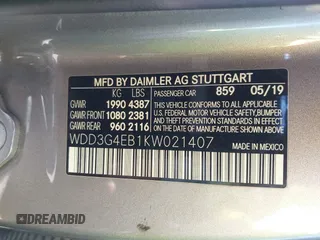 MFD BY DAIMLER AG STUTTGART
PASSENGER CAR 859 05/19
KG LBS
GVWR 1990 4387
GAWR FRONT 1080 2381
GAWR REAR 960 2116
THIS VEHICLE CONFORMS TO ALL
APPLICABLE U.S. FEDERAL MOTOR
VEHICLE SAFETY, BUMPER AND
THEFT PREVENTION STANDARDS
IN EFFECT ON THE DATE OF
MANUFACTURE SHOWN ABOVE.
WDD3G4EB1KW021407
MADE IN MEXICO
© DREAMBID